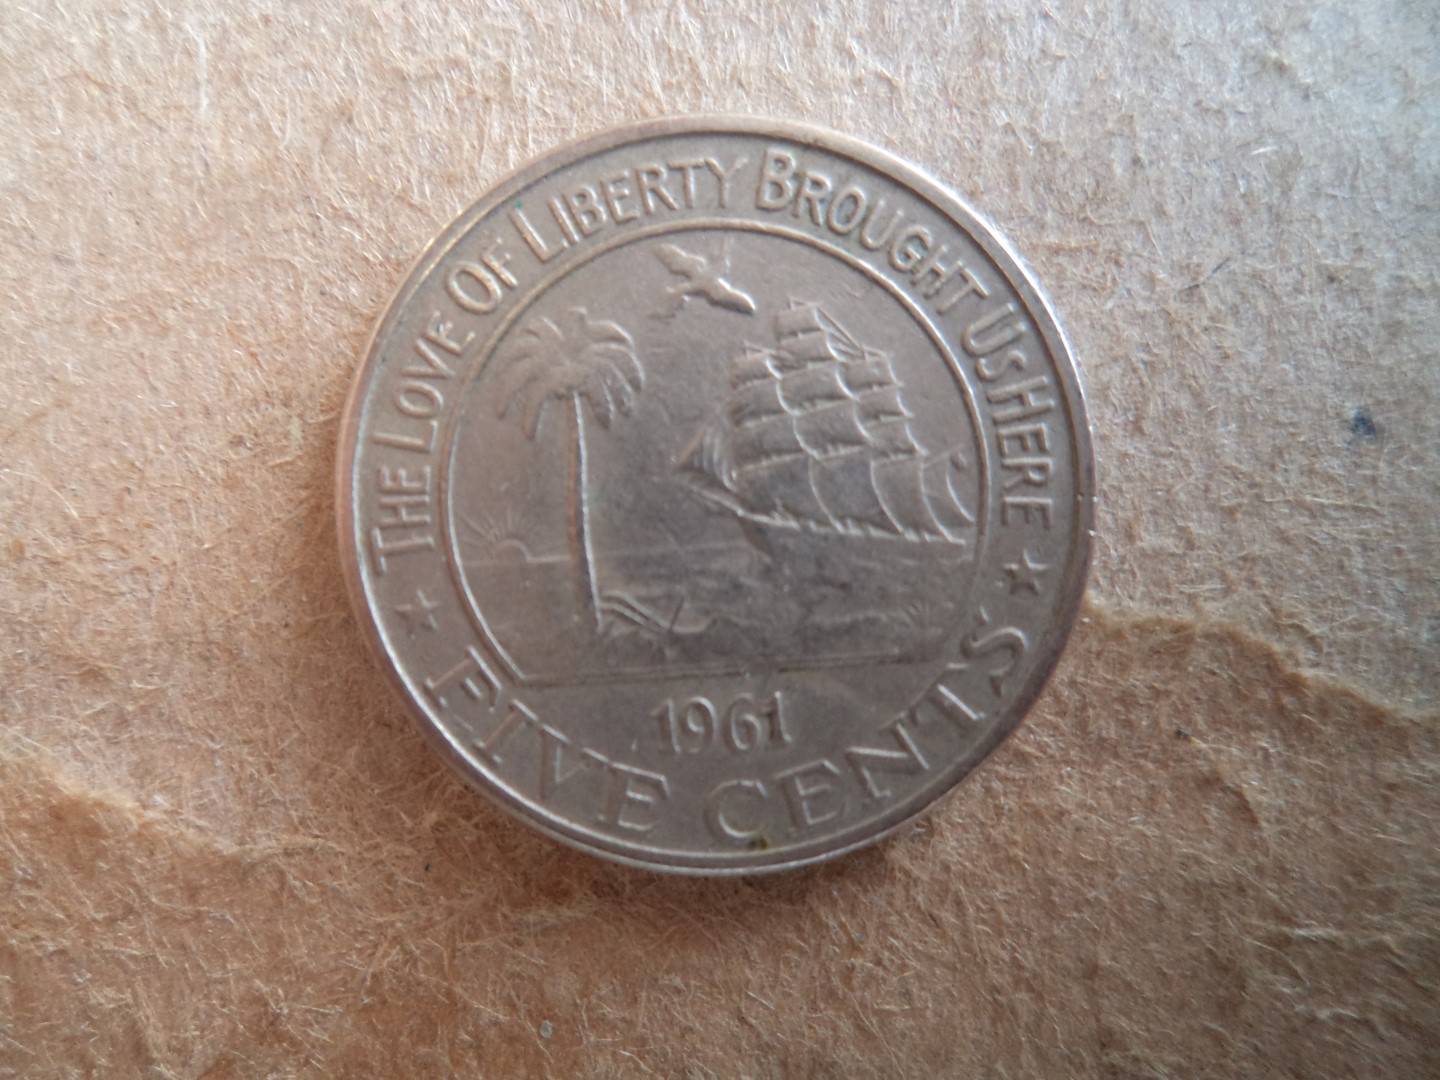 THE LOVE OF LIBERTY BROUGHT US HERE
1961
FIVE CENTS